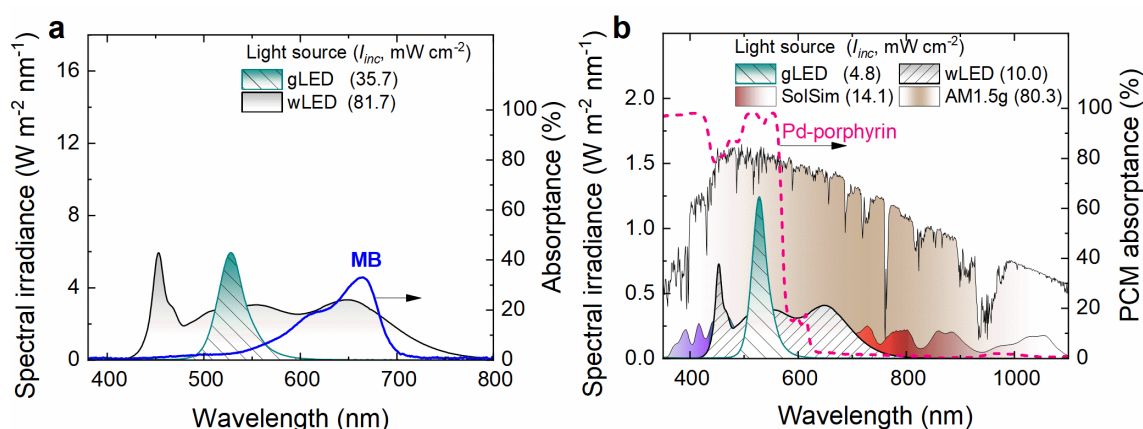 a
Light source (I_inc, mW cm⁻²)
gLED (35.7)
wLED (81.7)
MB
Spectral irradiance (W m⁻² nm⁻¹)
0
4
8
12
16
Absorptance (%)
0
20
40
60
80
100
400 500 600 700 800
Wavelength (nm)
b
Light source (I_inc, mW cm⁻²)
gLED (4.8) wLED (10.0)
SolSim (14.1) AM1.5g (80.3)
Pd-porphyrin
Spectral irradiance (W m⁻² nm⁻¹)
0.0
0.5
1.0
1.5
2.0
PCM absorptance (%)
0
20
40
60
80
100
400 600 800 1000
Wavelength (nm)